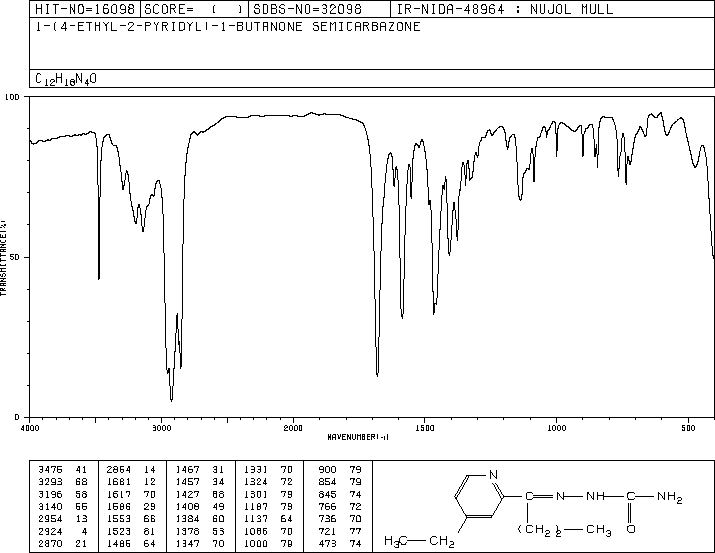 HIT-NO=16098 SCORE= ( ) SDBS-NO=32098 IR-NIDA-48964 : NUJOL MULL
1-(4-ETHYL-2-PYRIDYL)-1-BUTANONE SEMICARBAZONE
C12H18N4O
100
50
0
TRANSMITTANCE(%)
4000 3000 2000 1500 1000 500
WAVENUMBER(-1)
3476 41 2854 14 1467 31 1331 70 900 79
3293 68 1681 12 1457 34 1324 72 854 79
3196 58 1617 70 1427 68 1301 79 845 74
3140 55 1586 29 1408 49 1187 79 766 72
2954 13 1553 66 1384 60 1137 64 736 70
2924 4 1523 81 1378 53 1086 70 721 77
2870 21 1486 64 1347 70 1000 79 473 74
N
C N NH C NH2
H3C CH2 (CH2)2 CH3 O